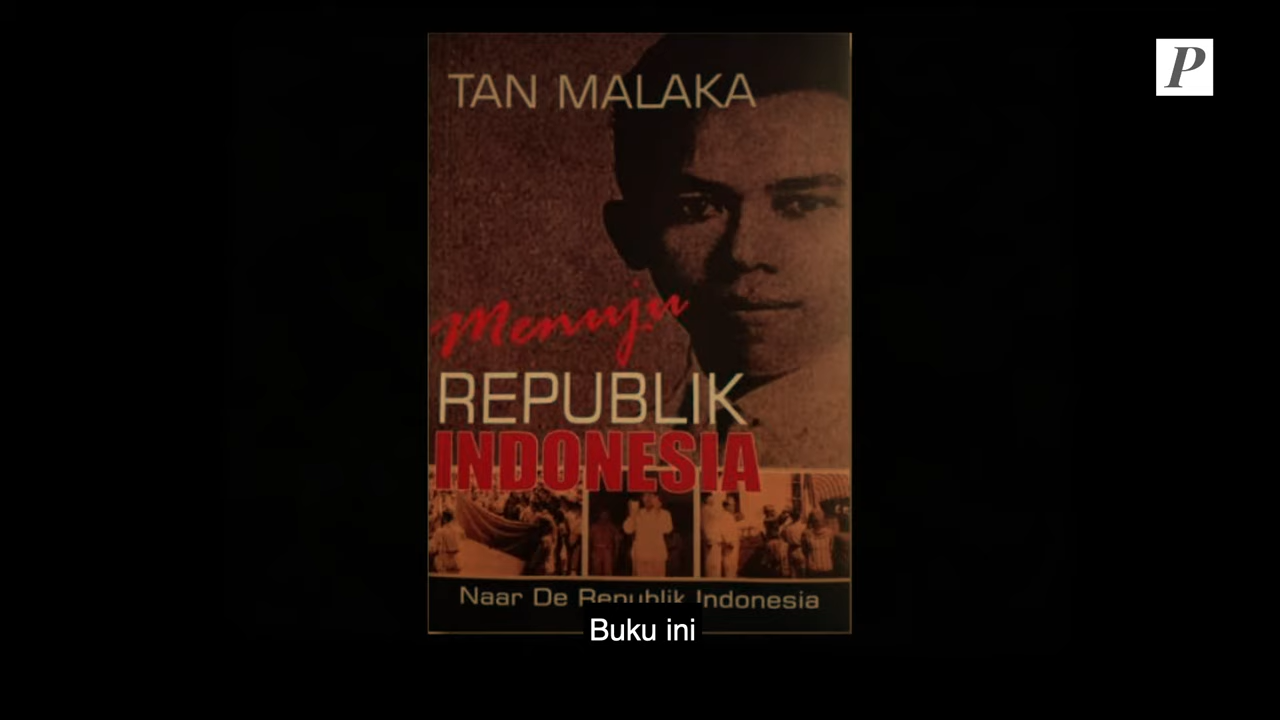 P
TAN MALAKA
Menuju
REPUBLIK
INDONESIA
Naar De Republik Indonesia
Buku ini